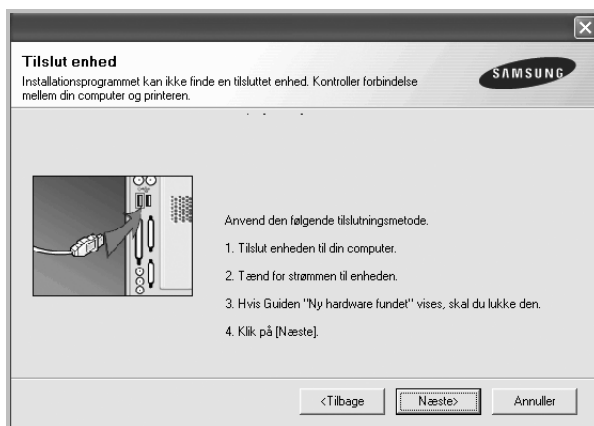 Tilslut enhed
Installationsprogrammet kan ikke finde en tilsluttet enhed. Kontroller forbindelse
mellem din computer og printeren.
SAMSUNG
Anvend den følgende tilslutningsmetode.
1. Tilslut enheden til din computer.
2. Tænd for strømmen til enheden.
3. Hvis Guiden "Ny hardware fundet" vises, skal du lukke den.
4. Klik på [Næste].
<Tilbage
Næste>
Annuller